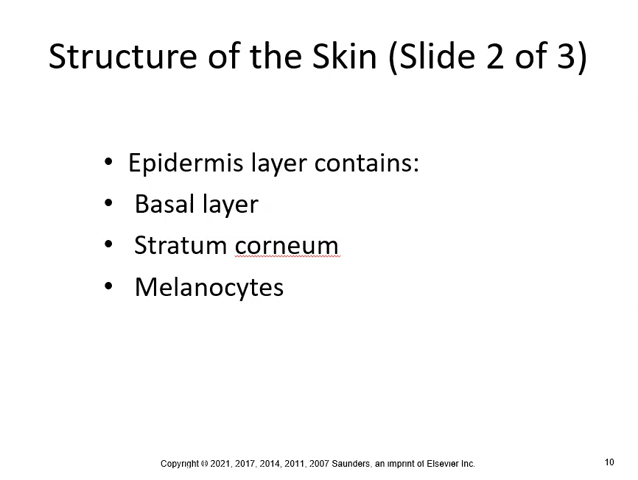 Structure of the Skin (Slide 2 of 3)
• Epidermis layer contains:
• Basal layer
• Stratum corneum
• Melanocytes
Copyright © 2021, 2017, 2014, 2011, 2007 Saunders, an imprint of Elsevier Inc.
10